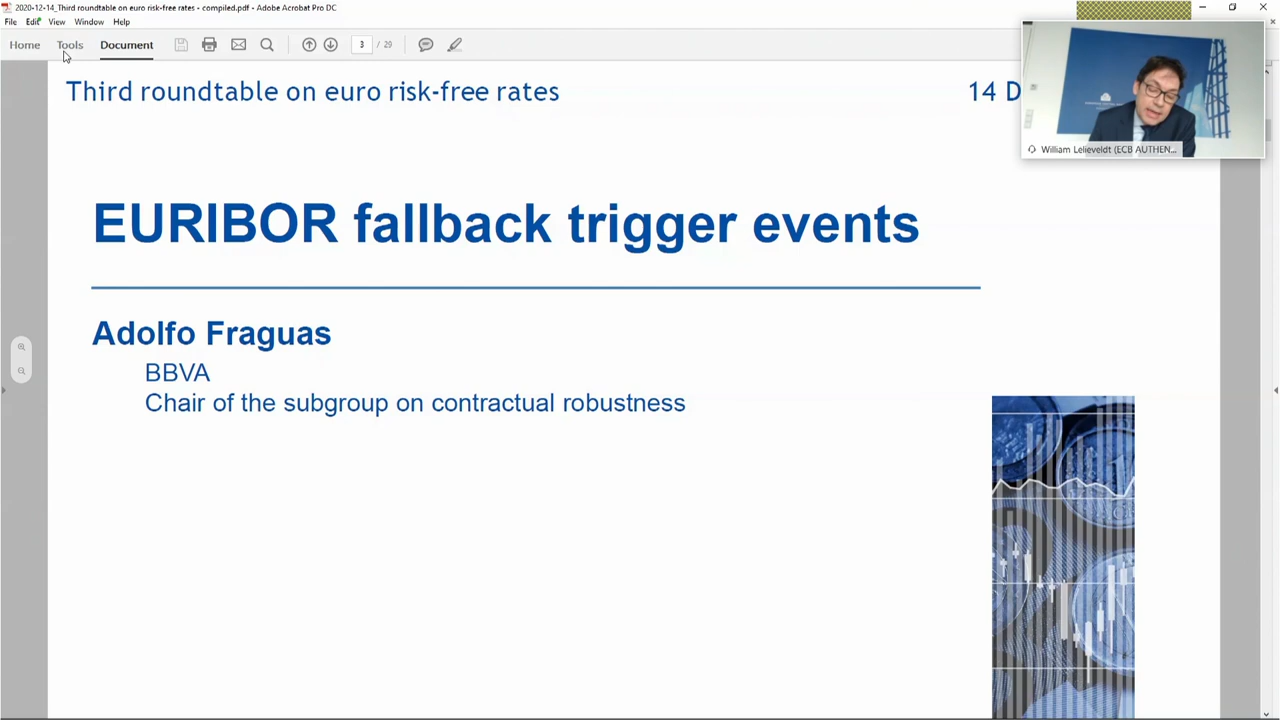 2020-12-14_Third roundtable on euro risk-free rates - compiled.pdf - Adobe Acrobat Pro DC
File Edit View Window Help
Home Tools Document 3 / 29
Third roundtable on euro risk-free rates 14 D
William Lelieveldt (ECB AUTHEN...
EURIBOR fallback trigger events
Adolfo Fraguas
BBVA
Chair of the subgroup on contractual robustness